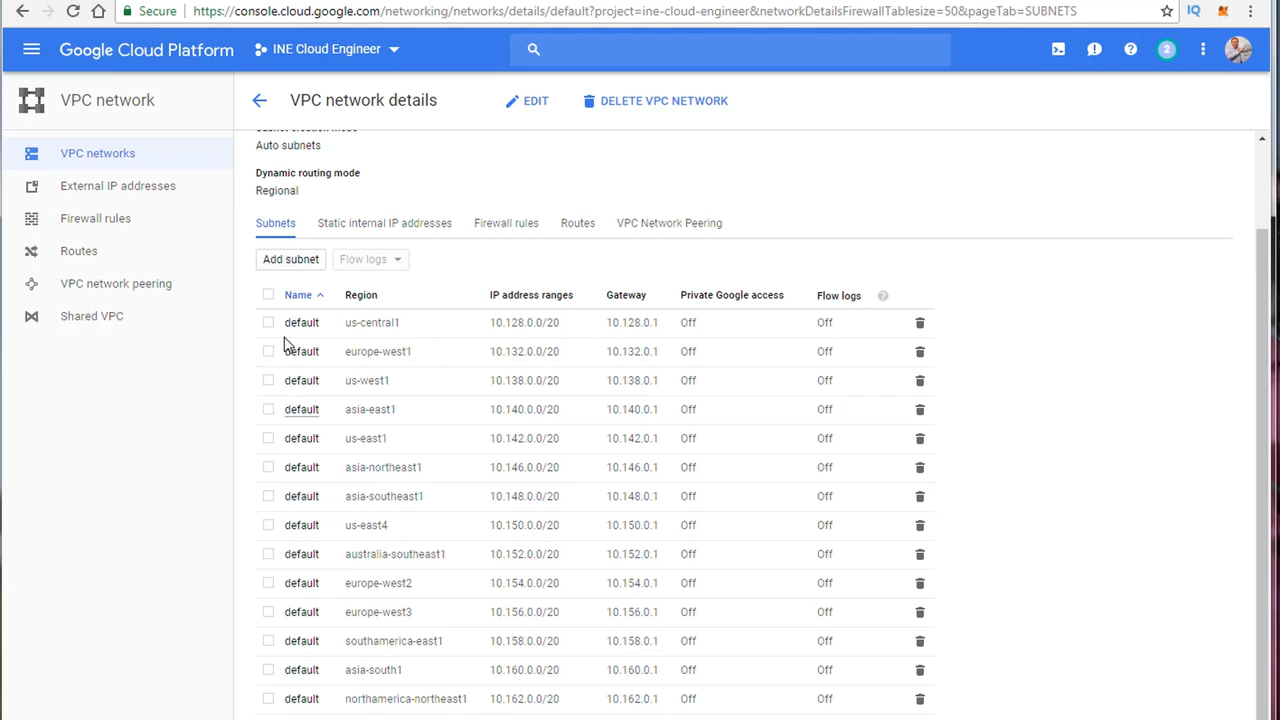 Secure https://console.cloud.google.com/networking/networks/details/default?project=ine-cloud-engineer&networkDetailsFirewallTablesize=50&pageTab=SUBNETS IQ
Google Cloud Platform INE Cloud Engineer 2
VPC network VPC network details EDIT DELETE VPC NETWORK
Subnet creation mode
Auto subnets
Dynamic routing mode
Regional
VPC networks
External IP addresses
Firewall rules
Routes
VPC network peering
Shared VPC
Subnets Static internal IP addresses Firewall rules Routes VPC Network Peering
Add subnet Flow logs
Name Region IP address ranges Gateway Private Google access Flow logs
default us-central1 10.128.0.0/20 10.128.0.1 Off Off
default europe-west1 10.132.0.0/20 10.132.0.1 Off Off
default us-west1 10.138.0.0/20 10.138.0.1 Off Off
default asia-east1 10.140.0.0/20 10.140.0.1 Off Off
default us-east1 10.142.0.0/20 10.142.0.1 Off Off
default asia-northeast1 10.146.0.0/20 10.146.0.1 Off Off
default asia-southeast1 10.148.0.0/20 10.148.0.1 Off Off
default us-east4 10.150.0.0/20 10.150.0.1 Off Off
default australia-southeast1 10.152.0.0/20 10.152.0.1 Off Off
default europe-west2 10.154.0.0/20 10.154.0.1 Off Off
default europe-west3 10.156.0.0/20 10.156.0.1 Off Off
default southamerica-east1 10.158.0.0/20 10.158.0.1 Off Off
default asia-south1 10.160.0.0/20 10.160.0.1 Off Off
default northamerica-northeast1 10.162.0.0/20 10.162.0.1 Off Off